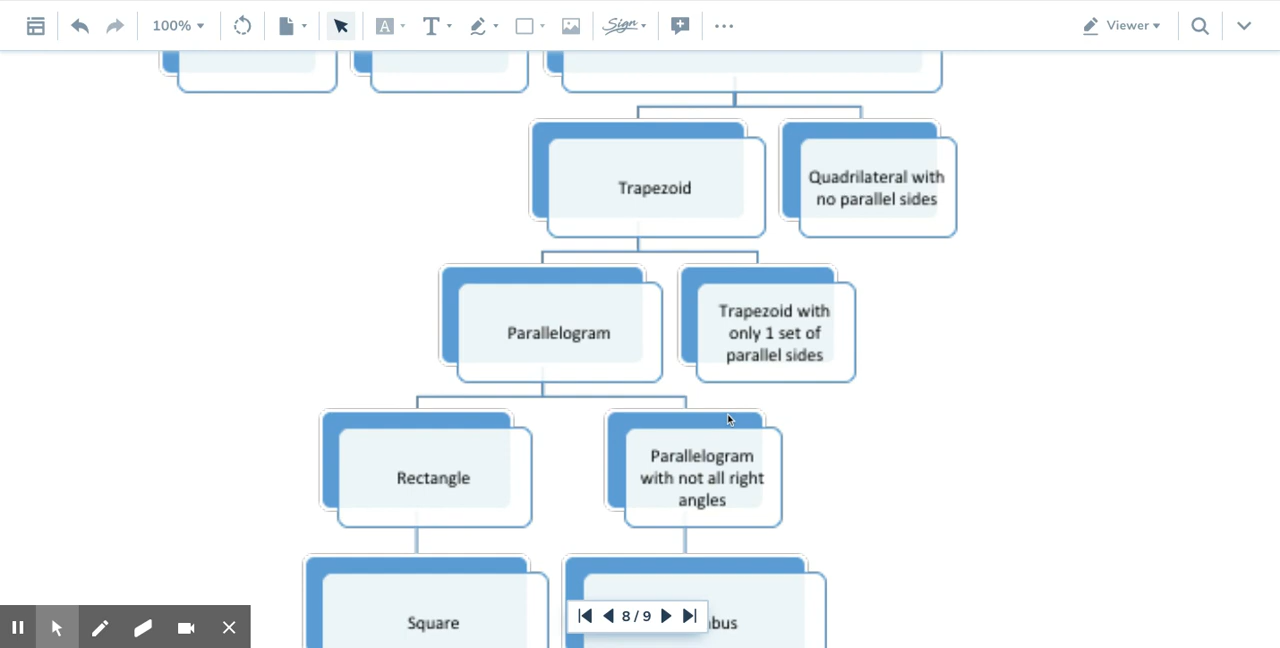 100%
A
T
Sign
Viewer
Trapezoid
Quadrilateral with
no parallel sides
Parallelogram
Trapezoid with
only 1 set of
parallel sides
Rectangle
Parallelogram
with not all right
angles
Square
8 / 9